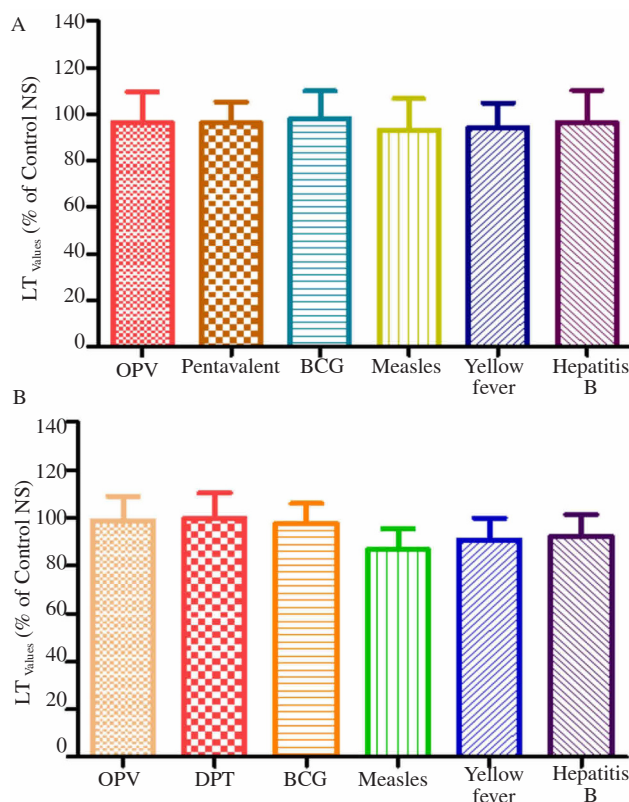 A
140
120
100
80
60
40
20
0
LT Values (% of Control NS)
OPV Pentavalent BCG Measles Yellow fever Hepatitis B
B
140
120
100
80
60
40
20
0
LT Values (% of Control NS)
OPV DPT BCG Measles Yellow fever Hepatitis B